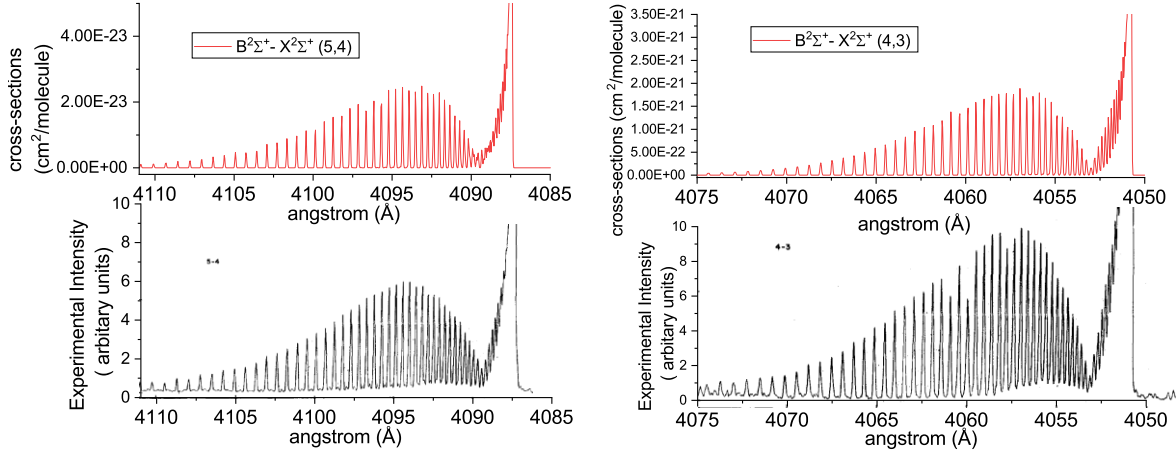 4.00E-23
2.00E-23
0.00E+00
cross-sections
(cm²/molecule)
B²Σ⁺- X²Σ⁺ (5,4)
4110 4105 4100 4095 4090 4085
angstrom (Å)
3.50E-21
3.00E-21
2.50E-21
2.00E-21
1.50E-21
1.00E-21
5.00E-22
0.00E+00
cross-sections (cm²/molecule)
B²Σ⁺- X²Σ⁺ (4,3)
4075 4070 4065 4060 4055 4050
angstrom (Å)
10
8
6
4
2
0
Experimental Intensity
( arbitary units)
5-4
4110 4105 4100 4095 4090 4085
angstrom (Å)
10
8
6
4
2
0
Experimental Intensity
( arbitary units)
4-3
4075 4070 4065 4060 4055 4050
angstrom (Å)